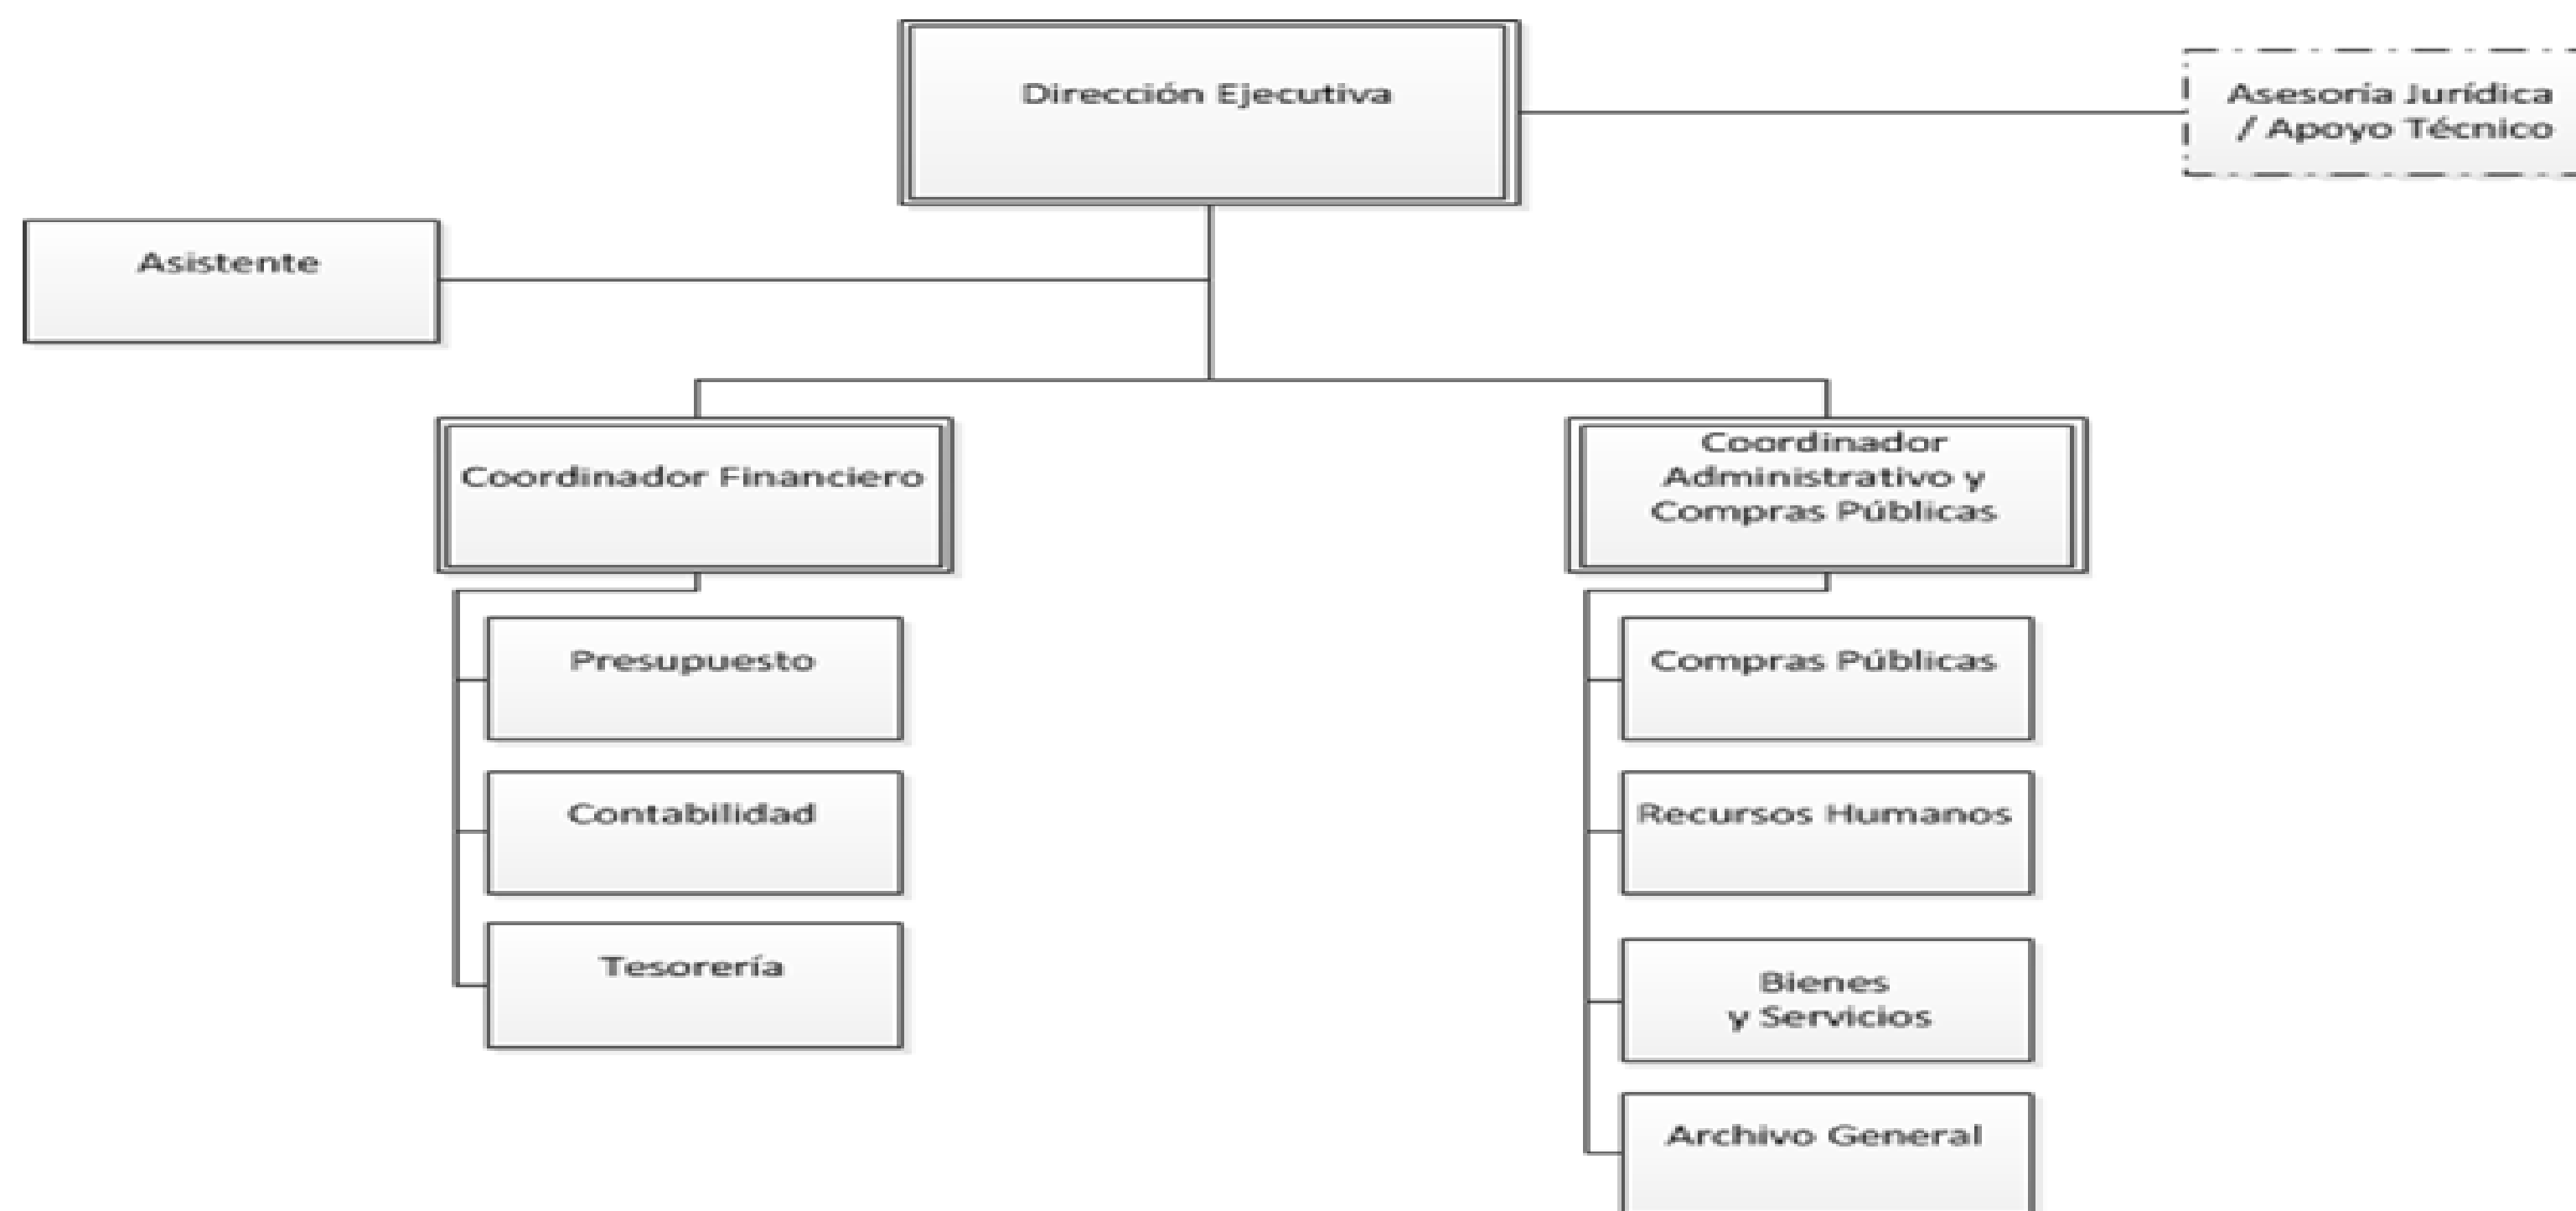 Dirección Ejecutiva
Asesoría Jurídica
/ Apoyo Técnico
Asistente
Coordinador Financiero
Coordinador
Administrativo y
Compras Públicas
Presupuesto
Contabilidad
Tesorería
Compras Públicas
Recursos Humanos
Bienes
y Servicios
Archivo General